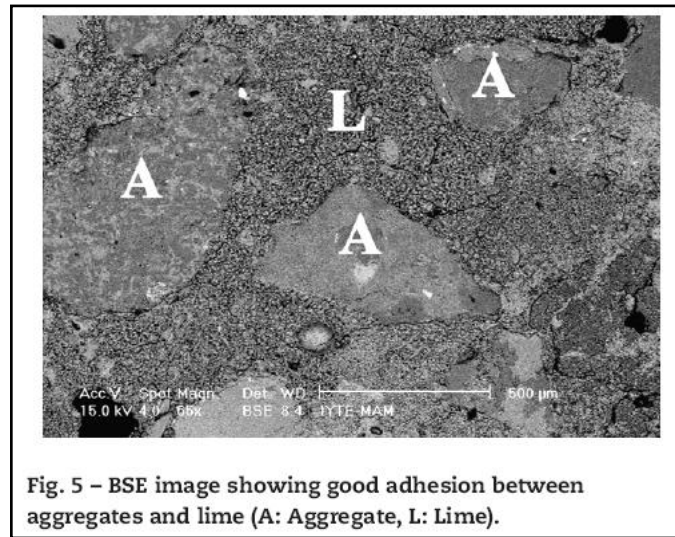 A
L
A
A
Acc.V Spot Magn Det WD 500 µm
15.0 kV 4.0 65x BSE 8.4 IYTE-MAM
Fig. 5 – BSE image showing good adhesion between
aggregates and lime (A: Aggregate, L: Lime).